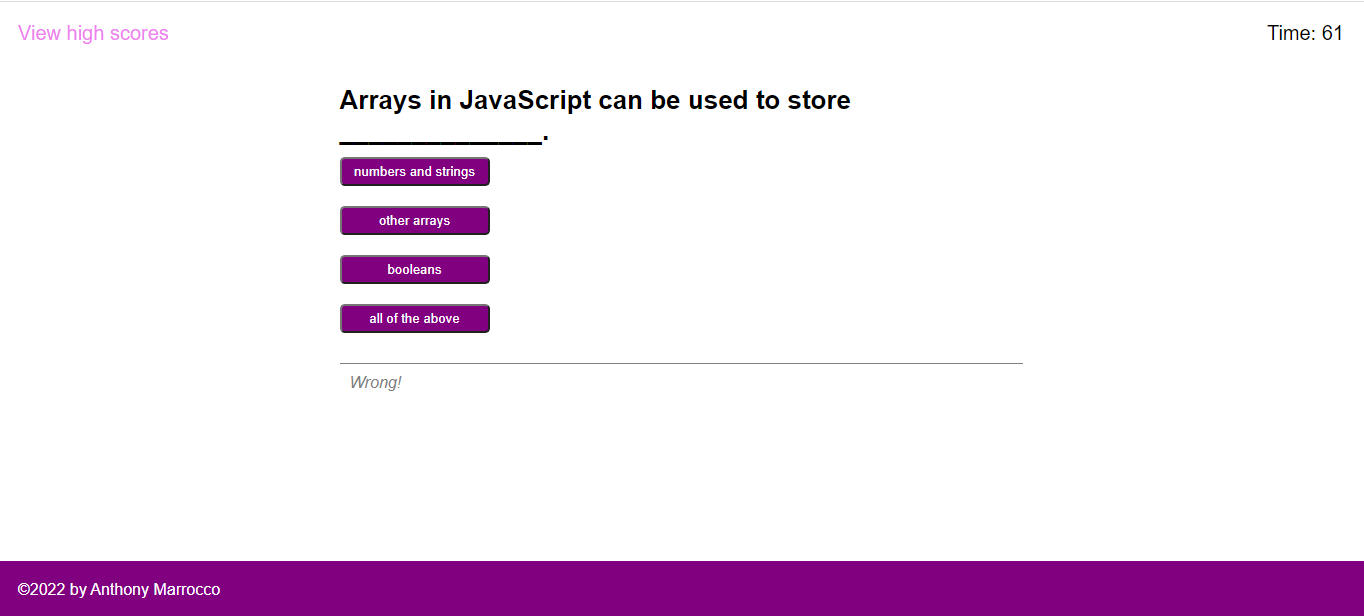 View high scores
Time: 61
Arrays in JavaScript can be used to store
______________.
numbers and strings
other arrays
booleans
all of the above
Wrong!
©2022 by Anthony Marrocco